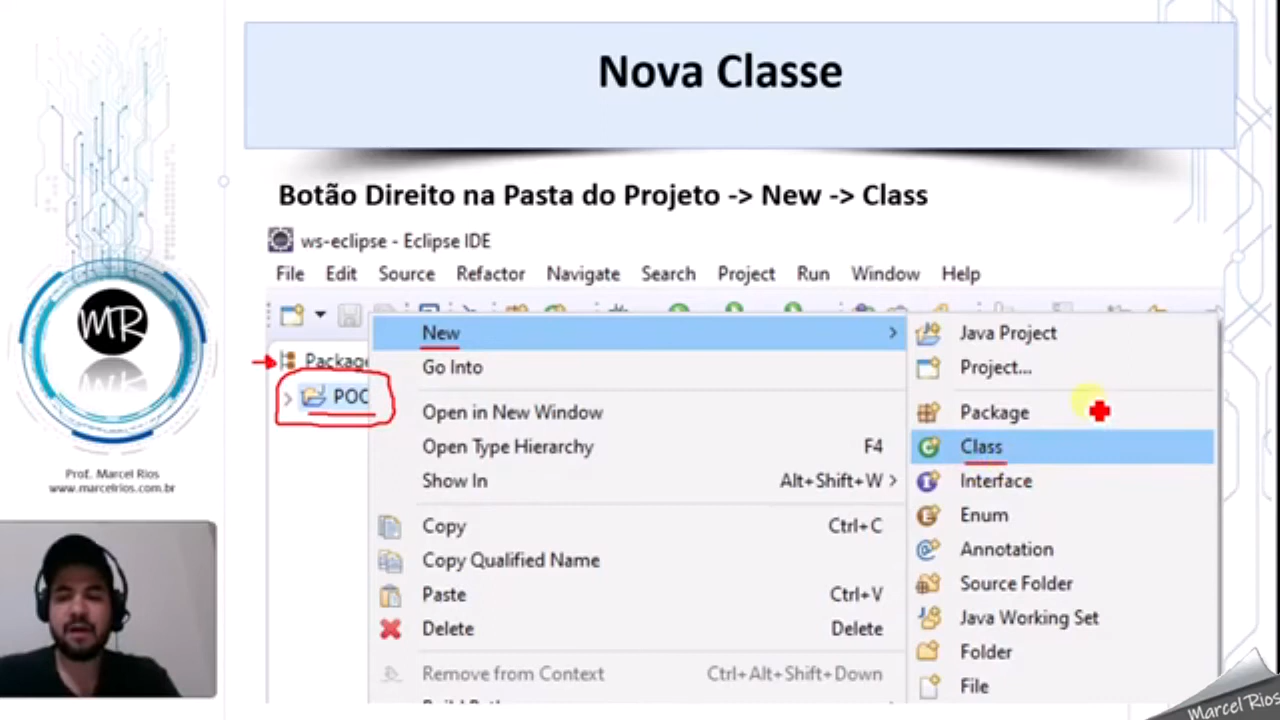 Nova Classe
Botão Direito na Pasta do Projeto -> New -> Class
ws-eclipse - Eclipse IDE
File Edit Source Refactor Navigate Search Project Run Window Help
New
Java Project
Package
Go Into
Project...
POO
Open in New Window
Package
Open Type Hierarchy F4
Class
Show In Alt+Shift+W
Interface
Copy Ctrl+C
Enum
Copy Qualified Name
Annotation
Source Folder
Paste Ctrl+V
Java Working Set
Delete Delete
Folder
Remove from Context Ctrl+Alt+Shift+Down
File
MR
Prof. Marcel Rios
www.marcelrios.com.br
Marcel Rios